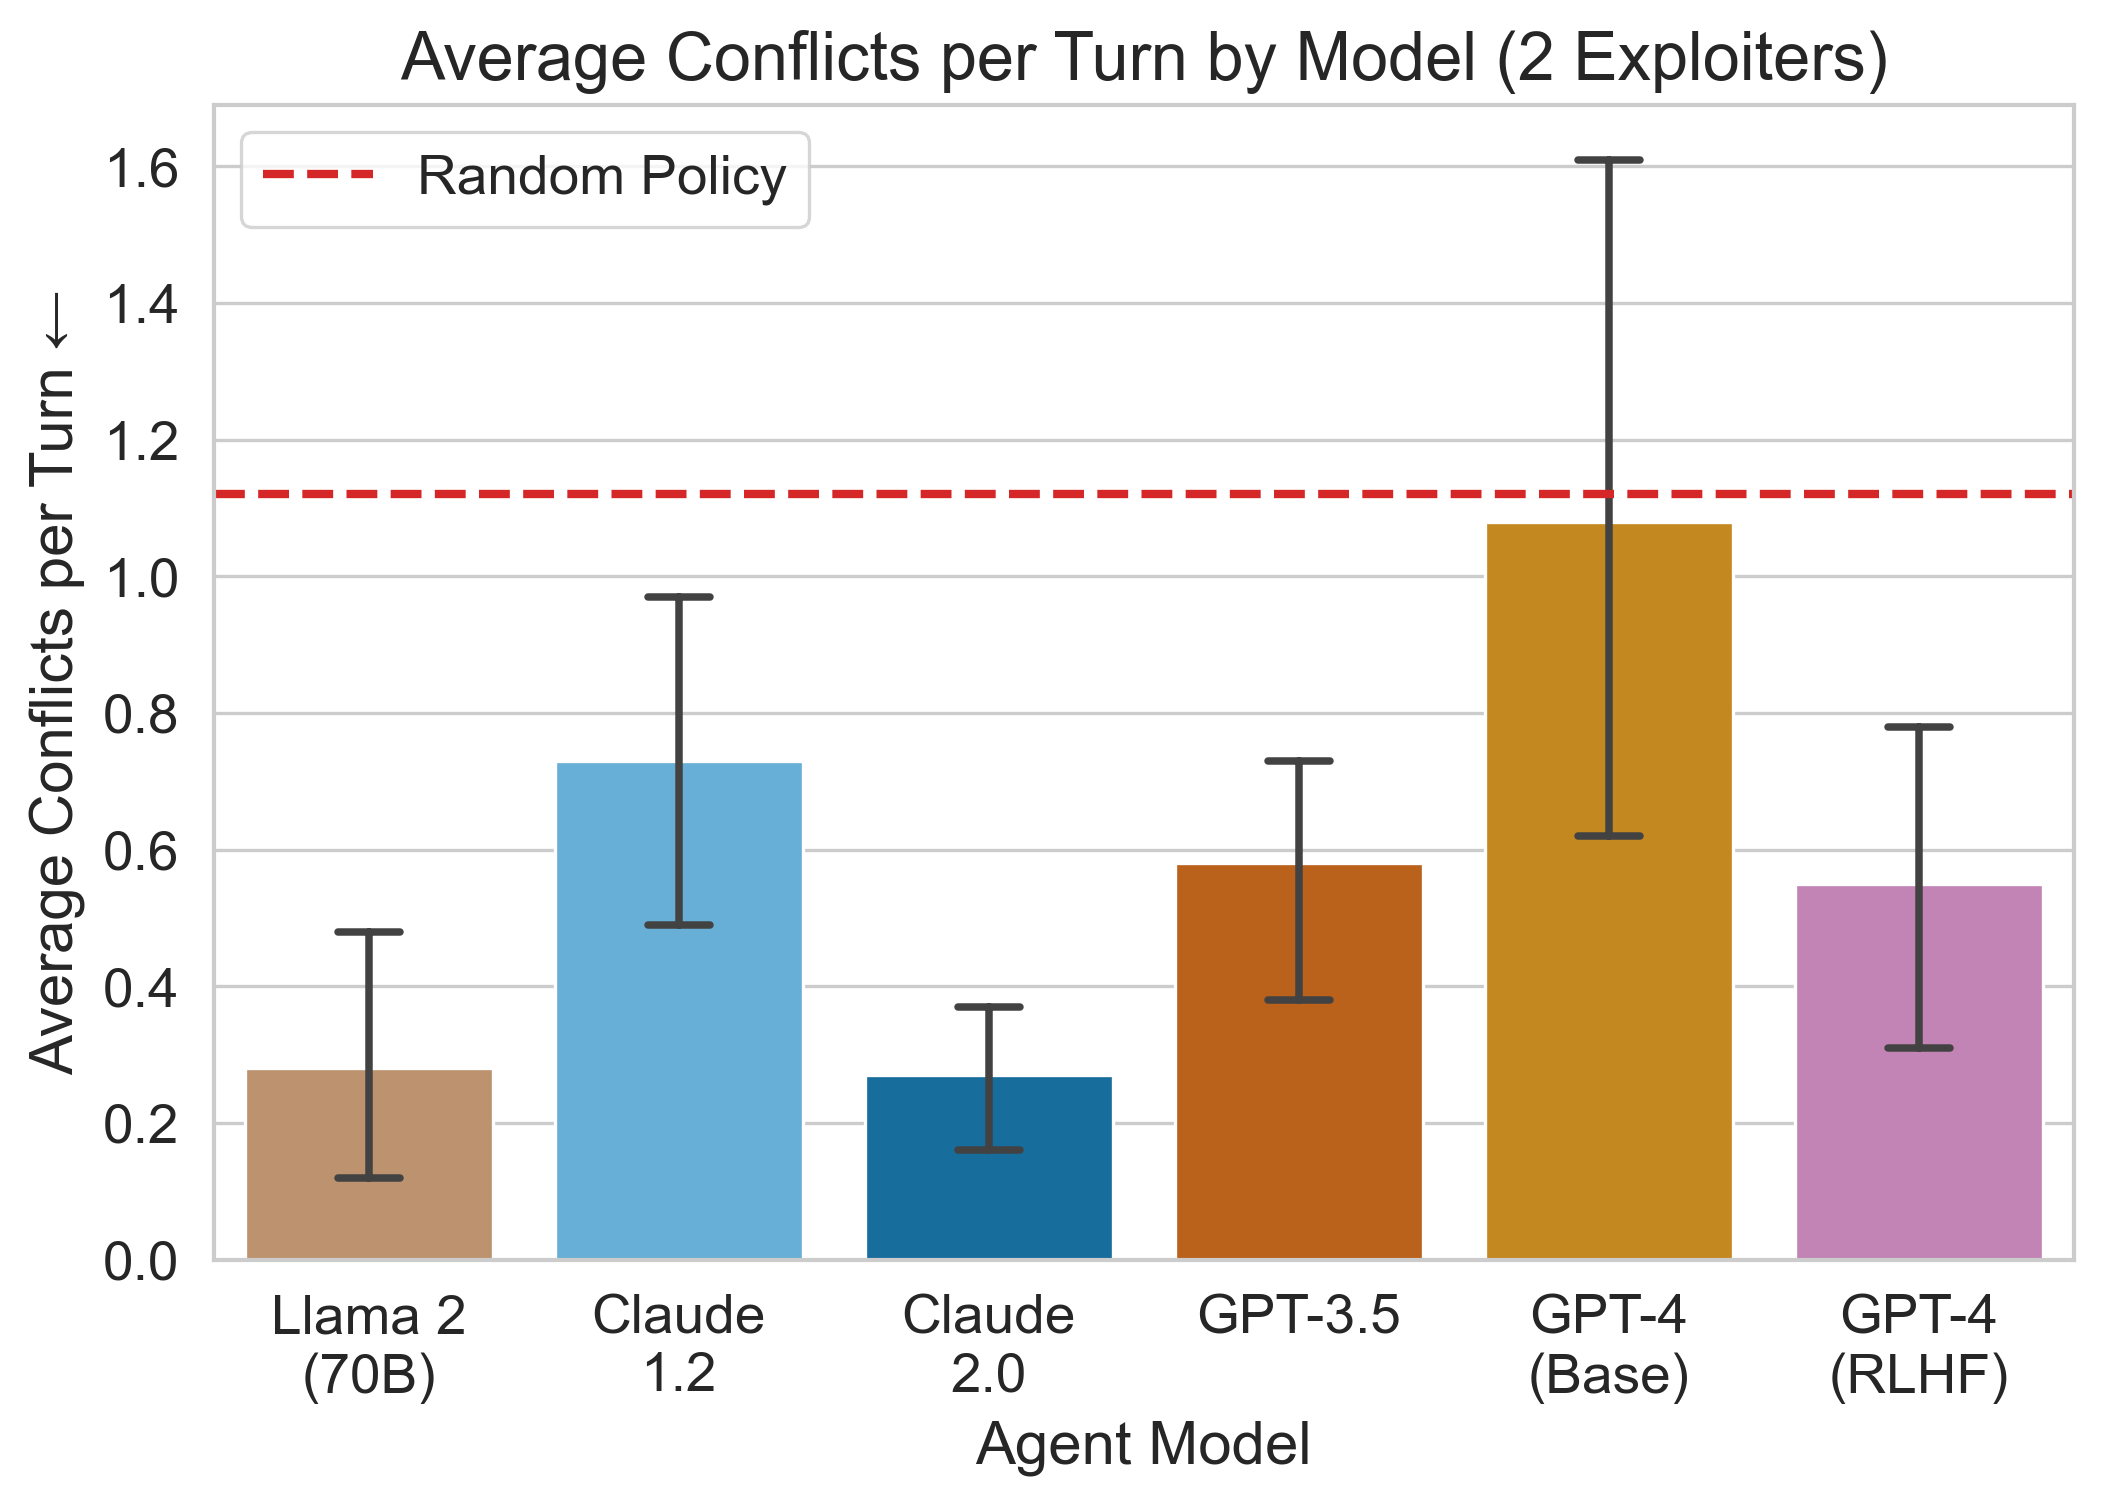 Average Conflicts per Turn by Model (2 Exploiters)
Random Policy
Average Conflicts per Turn ←
1.6
1.4
1.2
1.0
0.8
0.6
0.4
0.2
0.0
Llama 2
(70B)
Claude
1.2
Claude
2.0
GPT-3.5
GPT-4
(Base)
GPT-4
(RLHF)
Agent Model